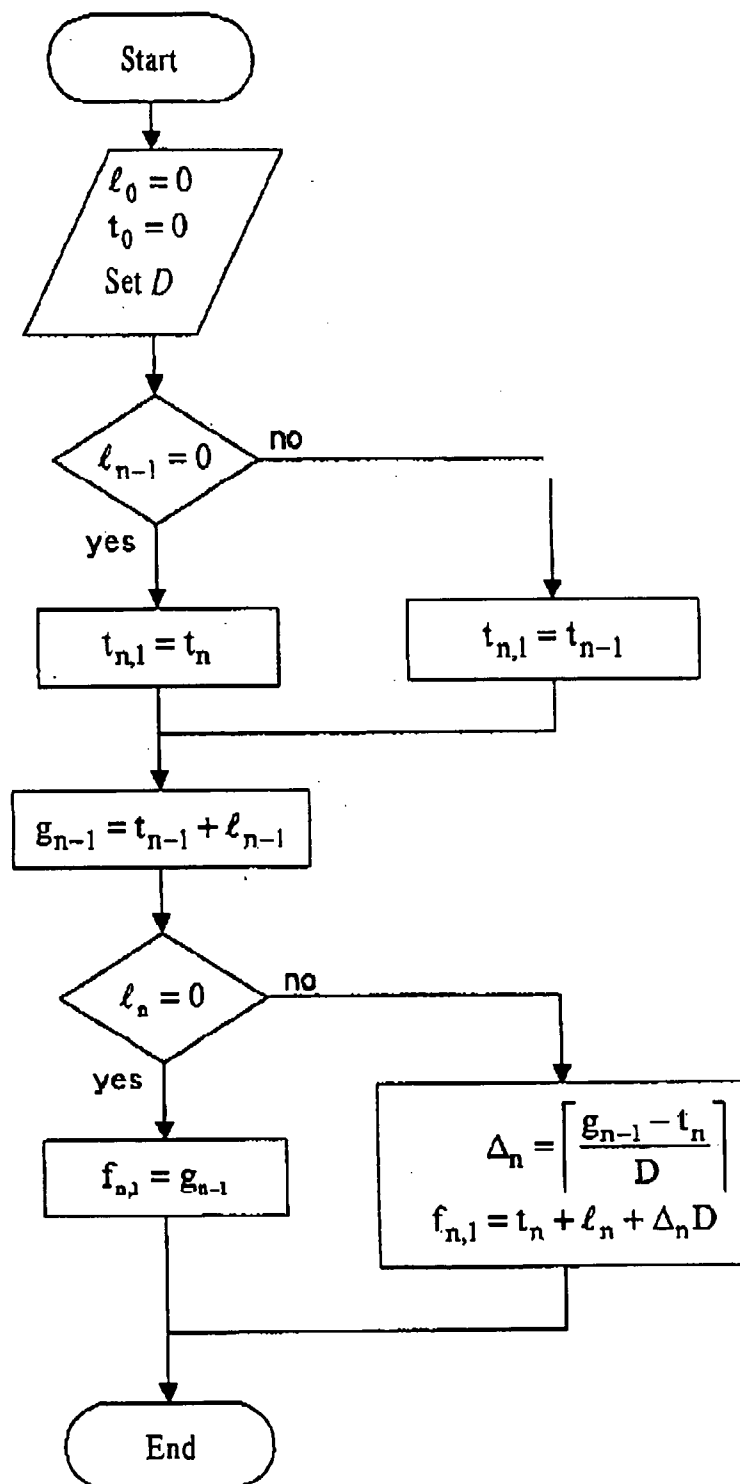 Start
ℓ₀ = 0
t₀ = 0
Set D
ℓₙ₋₁ = 0
no
yes
tₙ,₁ = tₙ
tₙ,₁ = tₙ₋₁
gₙ₋₁ = tₙ₋₁ + ℓₙ₋₁
ℓₙ = 0
no
yes
fₙ,₁ = gₙ₋₁
Δₙ = ⌈(gₙ₋₁ − tₙ)/D⌉
fₙ,₁ = tₙ + ℓₙ + ΔₙD
End